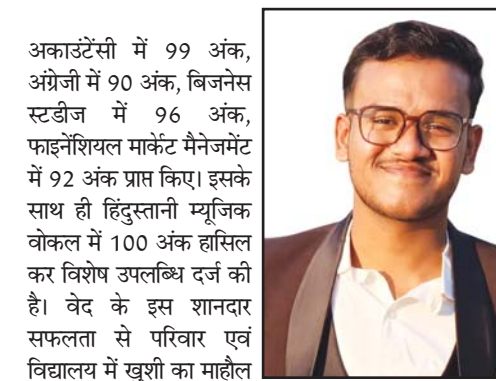 अकाउंटेंसी में 99 अंक,
अंग्रेजी में 90 अंक, बिजनेस
स्टडीज में 96 अंक,
फाइनेंशियल मार्केट मैनेजमेंट
में 92 अंक प्राप्त किए। इसके
साथ ही हिंदुस्तानी म्यूजिक
वोकल में 100 अंक हासिल
कर विशेष उपलब्धि दर्ज की
है। वेद के इस शानदार
सफलता से परिवार एवं
विद्यालय में खुशी का माहौल